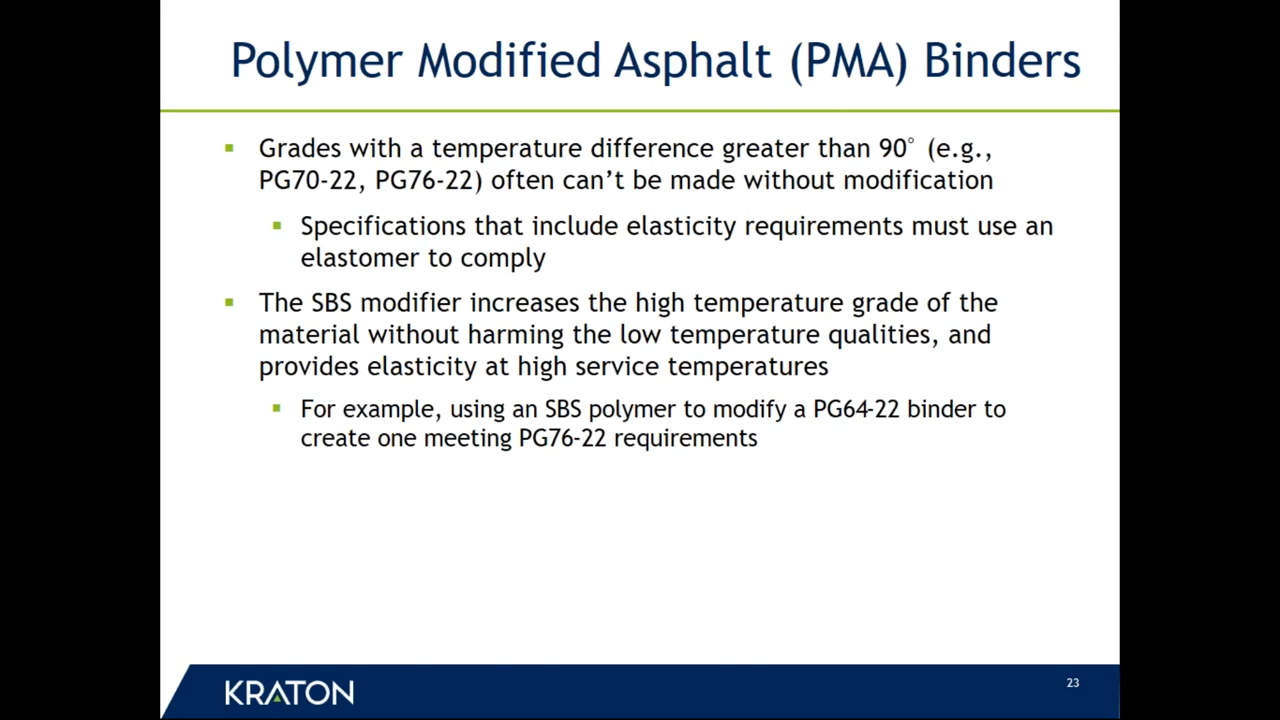 Polymer Modified Asphalt (PMA) Binders
Grades with a temperature difference greater than 90° (e.g.,
PG70-22, PG76-22) often can’t be made without modification
Specifications that include elasticity requirements must use an
elastomer to comply
The SBS modifier increases the high temperature grade of the
material without harming the low temperature qualities, and
provides elasticity at high service temperatures
For example, using an SBS polymer to modify a PG64-22 binder to
create one meeting PG76-22 requirements
KRATON
23